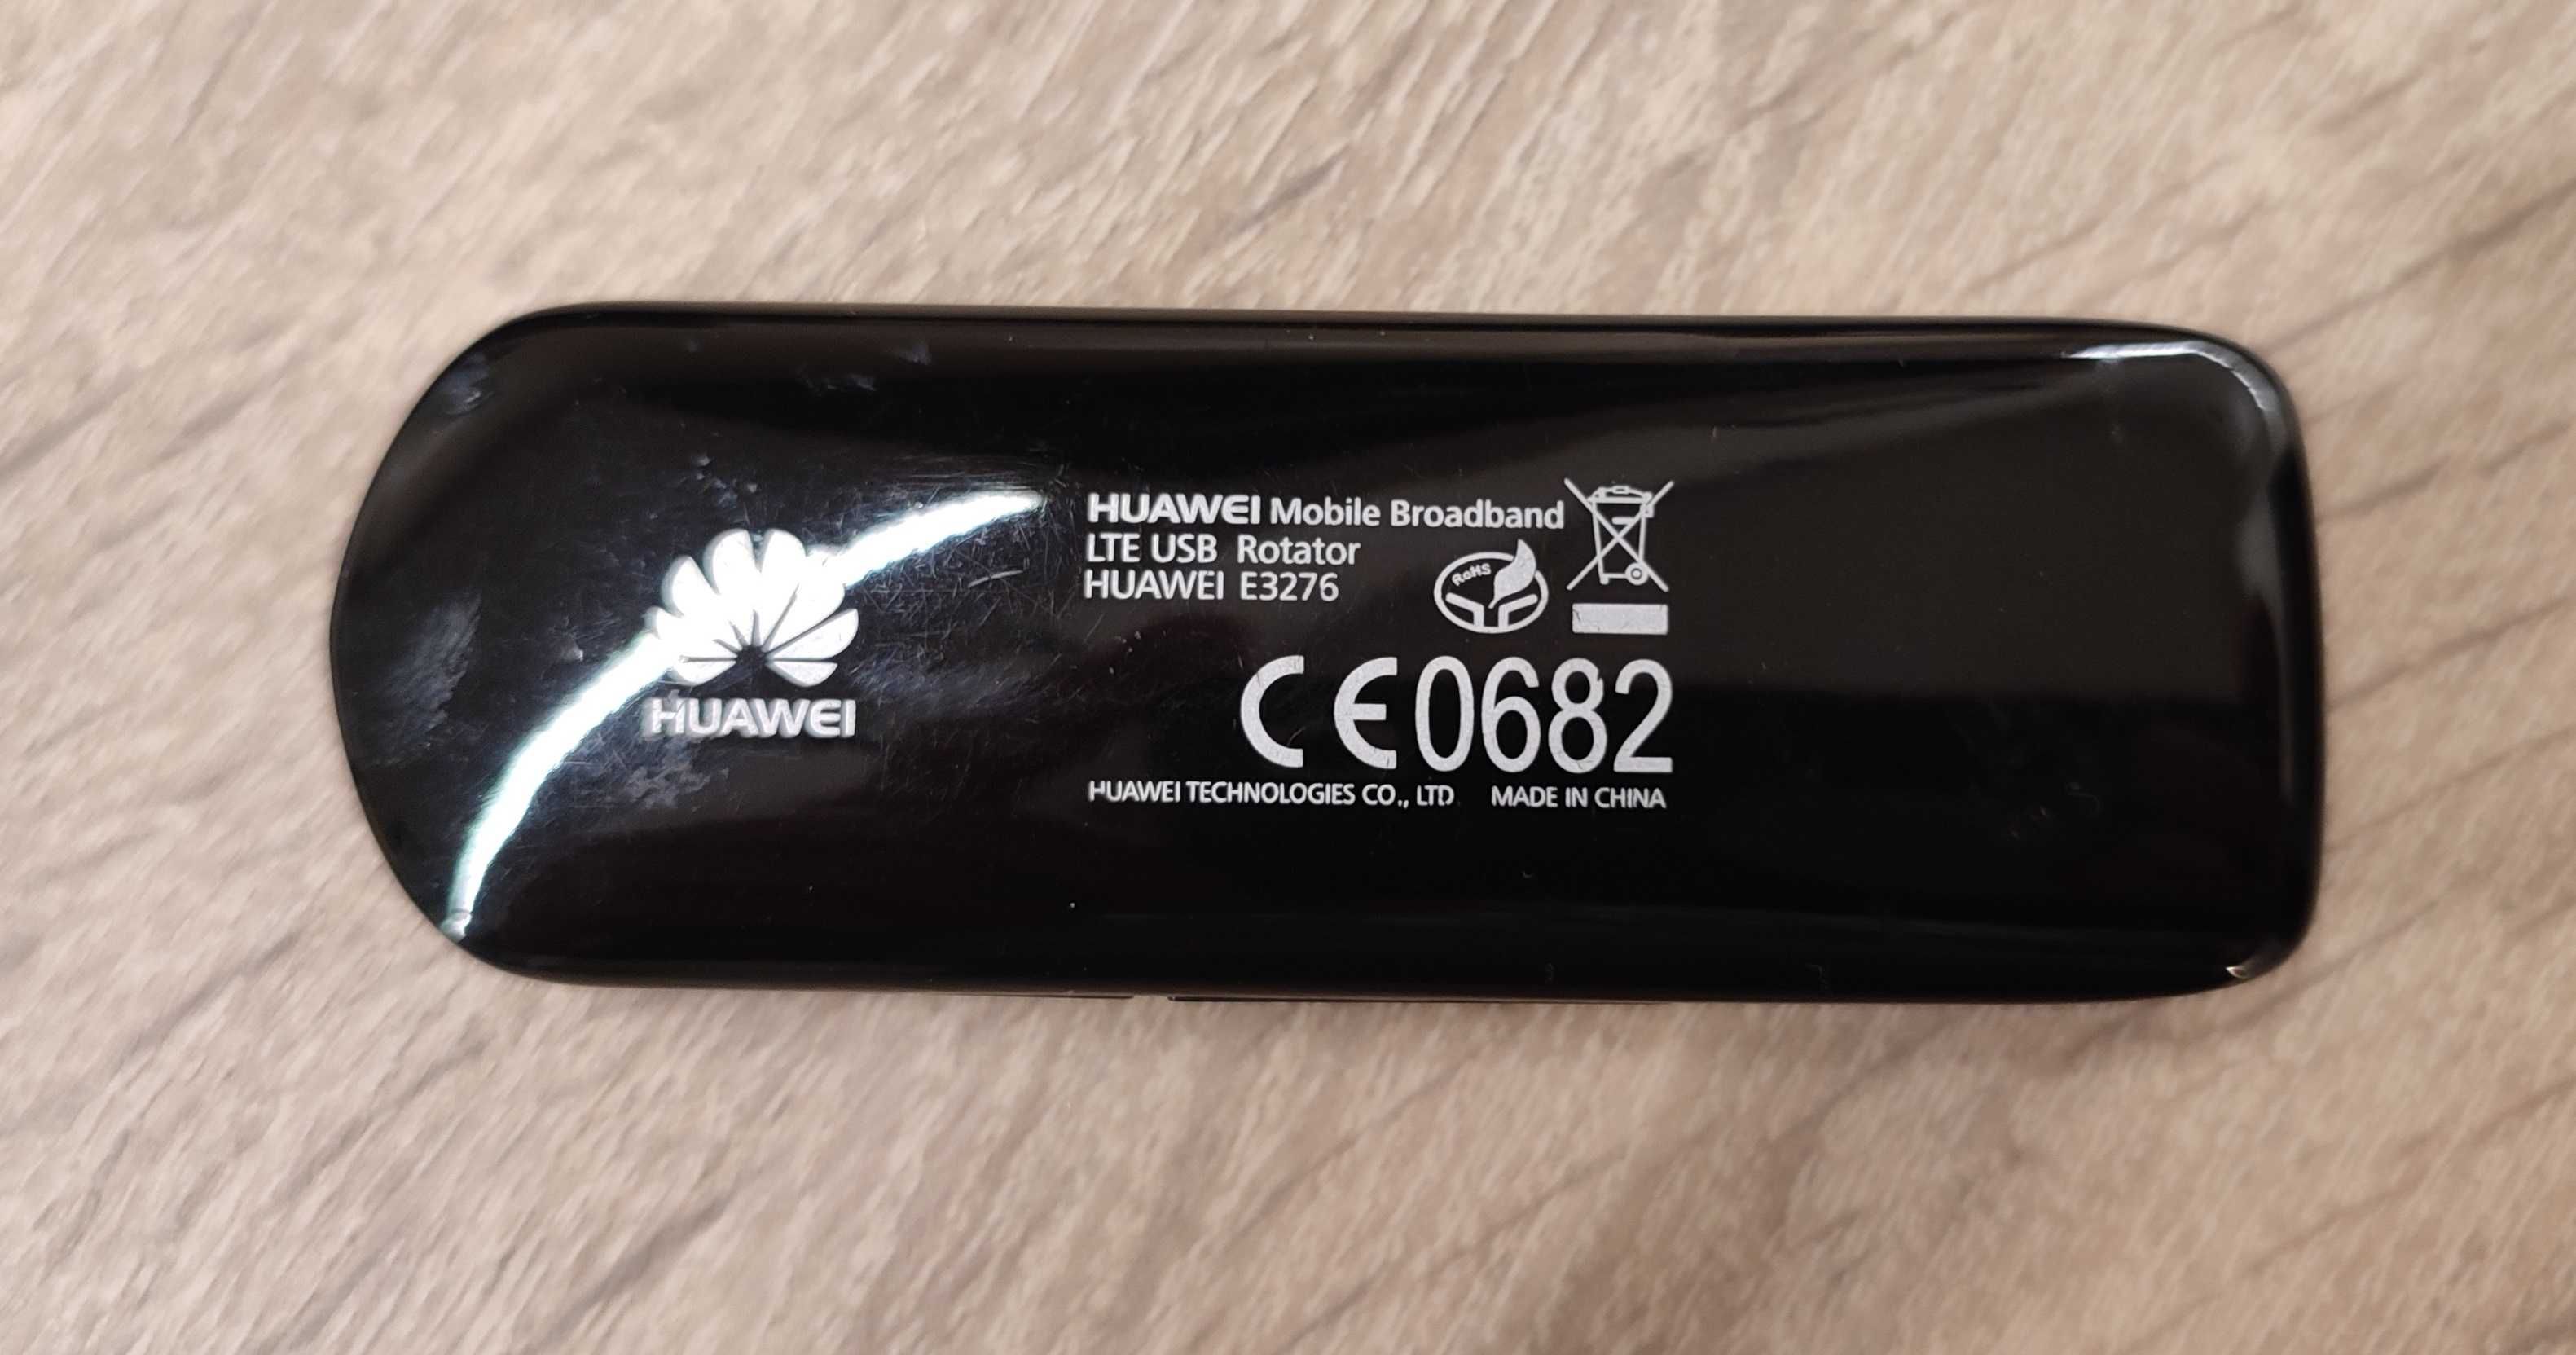 HUAWEI
HUAWEI Mobile Broadband
LTE USB Rotator
HUAWEI E3276
RoHS
CE0682
HUAWEI TECHNOLOGIES CO., LTD MADE IN CHINA